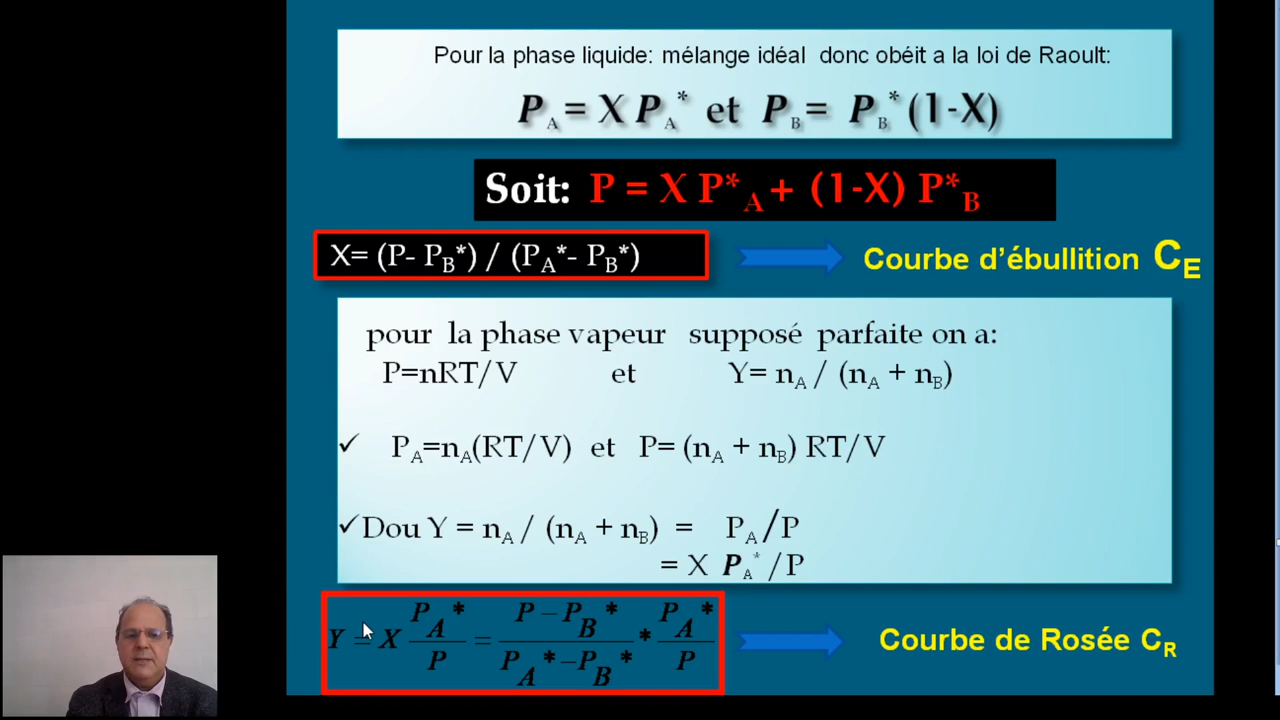 Pour la phase liquide: mélange idéal donc obéit a la loi de Raoult:
P_A = X P_A^* et P_B = P_B^* (1-X)
Soit: P = X P*_A + (1-X) P*_B
X= (P- P_B*) / (P_A*- P_B*)
Courbe d'ébullition C_E
pour la phase vapeur supposé parfaite on a:
P=nRT/V et Y= n_A / (n_A + n_B)
✓ P_A=n_A(RT/V) et P= (n_A + n_B) RT/V
✓ Dou Y = n_A / (n_A + n_B) = P_A/P
= X P_A^* /P
Y = X P_A* / P = P - P_B* / P_A* - P_B* * P_A* / P
Courbe de Rosée C_R